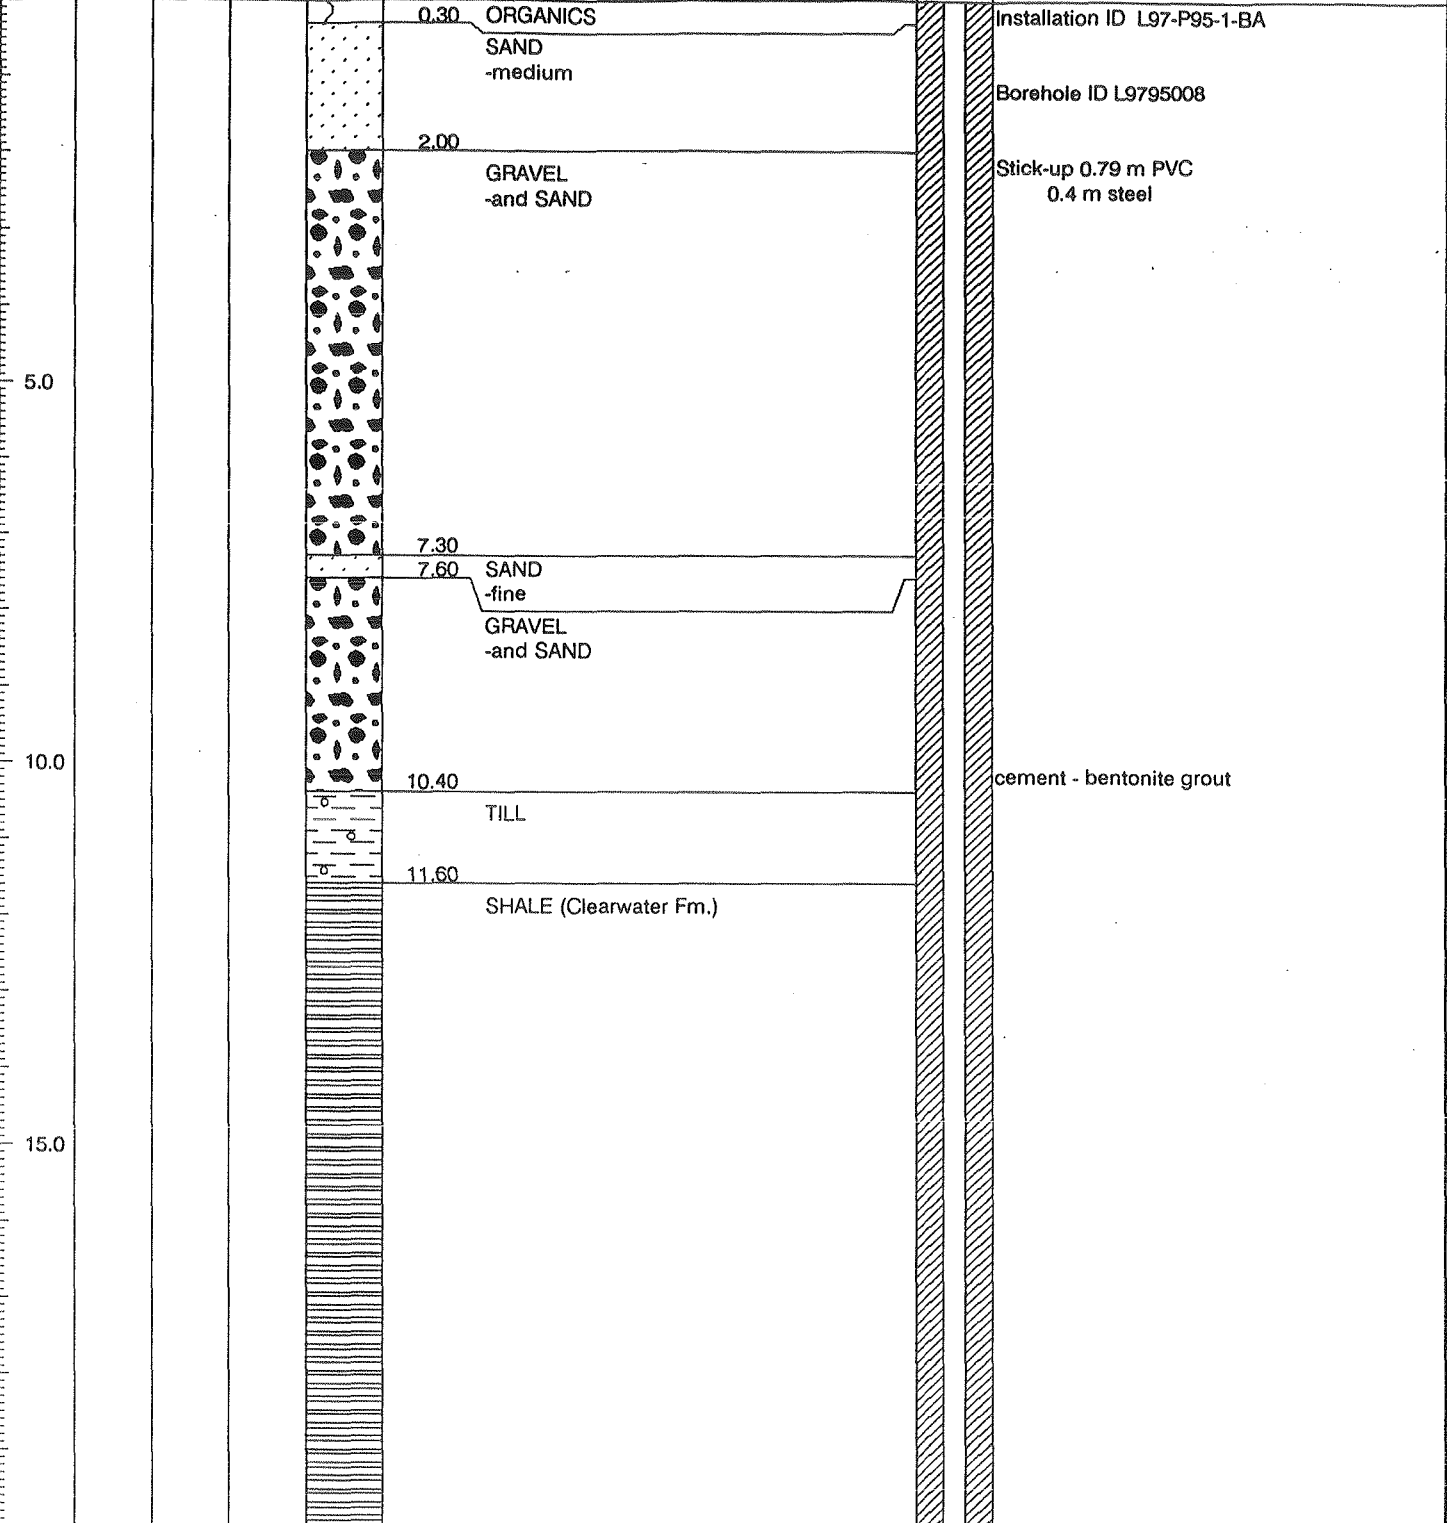 0.30 ORGANICS
Installation ID L97-P95-1-BA
SAND
-medium
Borehole ID L9795008
2.00
GRAVEL
-and SAND
Stick-up 0.79 m PVC
0.4 m steel
5.0
7.30
7.60 SAND
-fine
GRAVEL
-and SAND
10.0
10.40
cement - bentonite grout
TILL
11.60
SHALE (Clearwater Fm.)
15.0